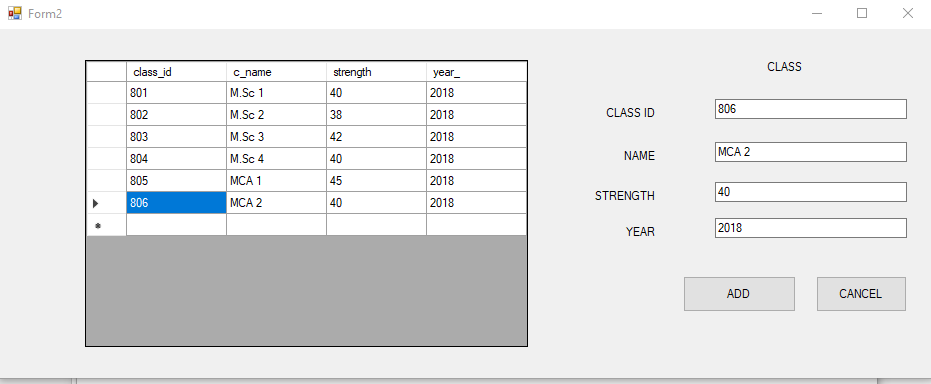 Form2
class_id c_name strength year_
801 M.Sc 1 40 2018
802 M.Sc 2 38 2018
803 M.Sc 3 42 2018
804 M.Sc 4 40 2018
805 MCA 1 45 2018
806 MCA 2 40 2018
CLASS
CLASS ID 806
NAME MCA 2
STRENGTH 40
YEAR 2018
ADD CANCEL